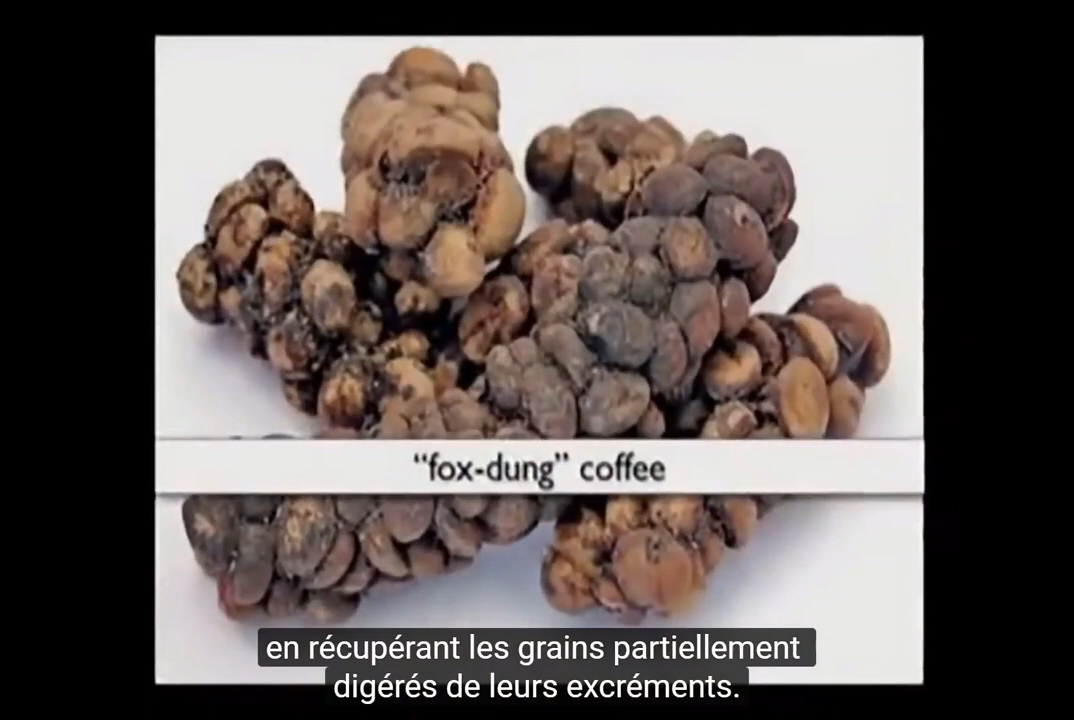 “fox-dung” coffee
en récupérant les grains partiellement
digérés de leurs excréments.